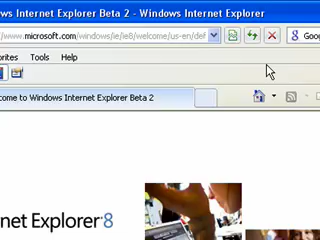 ws Internet Explorer Beta 2 - Windows Internet Explorer
://www.microsoft.com/windows/ie/ie8/welcome/us-en/def
Goog
orites Tools Help
come to Windows Internet Explorer Beta 2
net Explorer 8